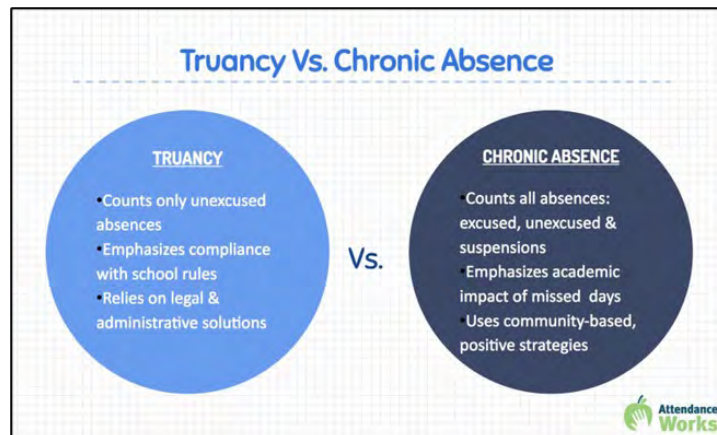 Truancy Vs. Chronic Absence
TRUANCY
•Counts only unexcused
absences
•Emphasizes compliance
with school rules
•Relies on legal &
administrative solutions
Vs.
CHRONIC ABSENCE
•Counts all absences:
excused, unexcused &
suspensions
•Emphasizes academic
impact of missed days
•Uses community-based,
positive strategies
Attendance
Works